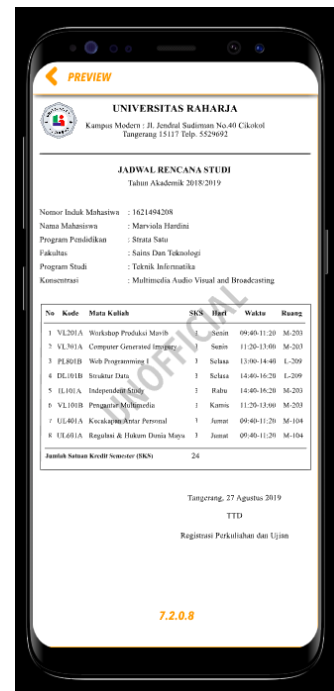 PREVIEW
UNIVERSITAS RAHARJA
Kampus Modern : Jl. Jendral Sudirman No.40 Cikokol
Tangerang 15117 Telp. 5529692
JADWAL RENCANA STUDI
Tahun Akademik 2018/2019
Nomor Induk Mahasiwa : 1621494208
Nama Mahasiswa : Marviola Hardini
Program Pendidikan : Strata Satu
Fakultas : Sains Dan Teknologi
Program Studi : Teknik Informatika
Konsentrasi : Multimedia Audio Visual and Broadcasting
No Kode Mata Kuliah SKS Hari Waktu Ruang
1 VL201A Workshop Produksi Mavib Senin 09:40-11:20 M-203
2 VL301A Computer Generated Imagery 3 Senin 11:20-13:00 M-203
3 PL801B Web Programming I 3 Selasa 13:00-14:40 L-209
4 DL101B Struktur Data 3 Selasa 14:40-16:20 L-209
5 IL101A Independent Study 3 Rabu 14:40-16:20 M-203
6 VL103B Pengantar Multimedia 3 Kamis 11:20-13:00 M-203
7 UL401A Kecakapan Antar Personal 3 Jumat 09:40-11:20 M-104
8 UL601A Regulasi & Hukum Dunia Maya 3 Jumat 09:40-11:20 M-104
Jumlah Satuan Kredit Semester (SKS) 24
UNOFFICIAL
Tangerang, 27 Agustus 2019
TTD
Registrasi Perkuliahan dan Ujian
7.2.0.8